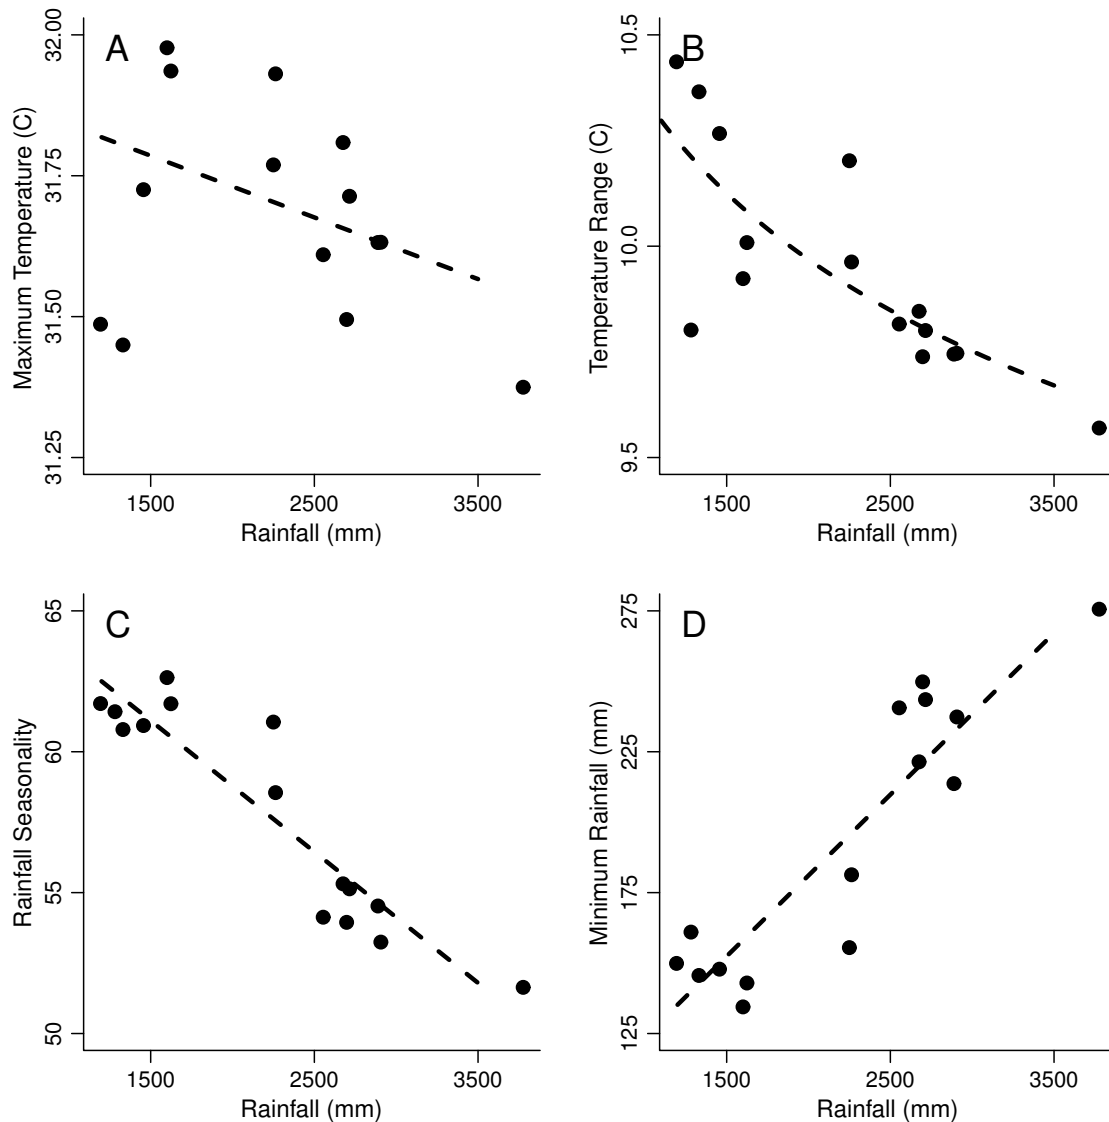 A
Maximum Temperature (C)
32.00
31.75
31.50
31.25
1500 2500 3500
Rainfall (mm)
B
Temperature Range (C)
10.5
10.0
9.5
1500 2500 3500
Rainfall (mm)
C
Rainfall Seasonality
65
60
55
50
1500 2500 3500
Rainfall (mm)
D
Minimum Rainfall (mm)
275
225
175
125
1500 2500 3500
Rainfall (mm)